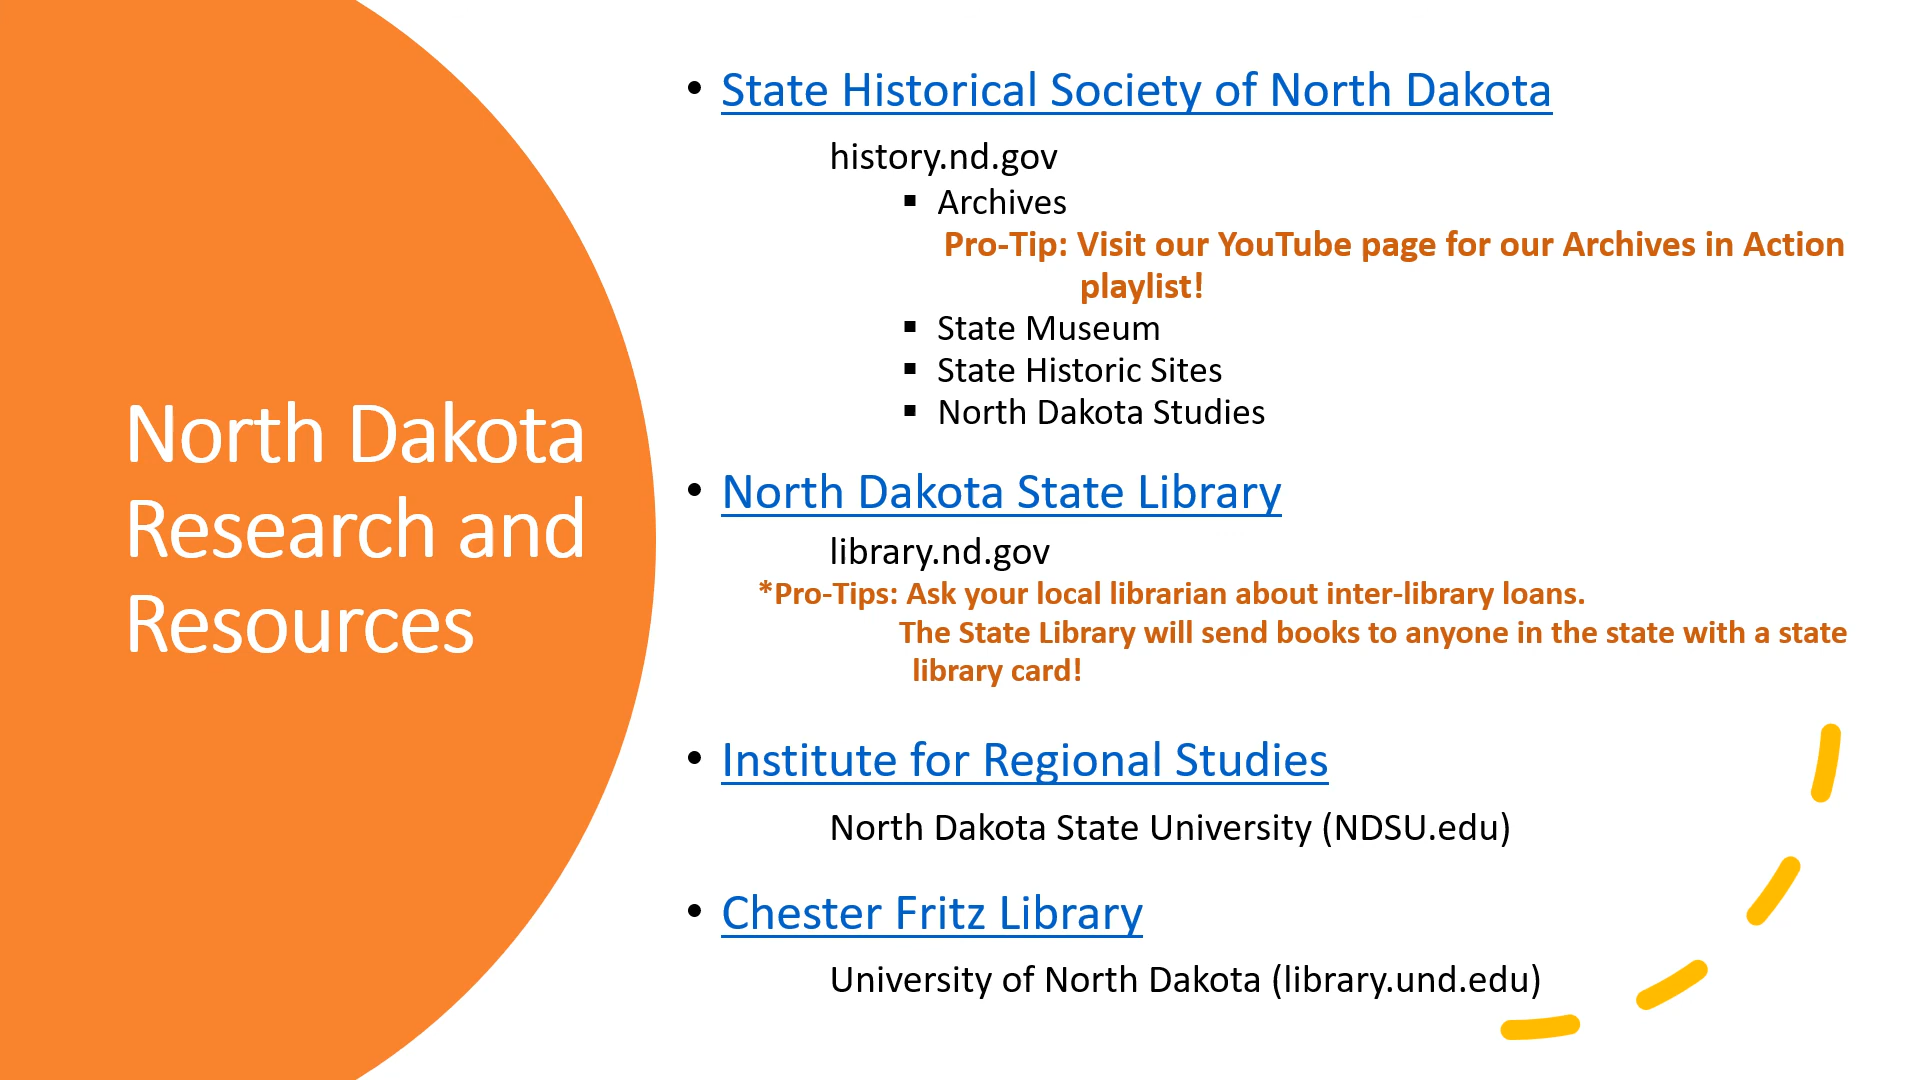 North Dakota
Research and
Resources
• State Historical Society of North Dakota
history.nd.gov
▪ Archives
Pro-Tip: Visit our YouTube page for our Archives in Action
playlist!
▪ State Museum
▪ State Historic Sites
▪ North Dakota Studies
• North Dakota State Library
library.nd.gov
*Pro-Tips: Ask your local librarian about inter-library loans.
The State Library will send books to anyone in the state with a state
library card!
• Institute for Regional Studies
North Dakota State University (NDSU.edu)
• Chester Fritz Library
University of North Dakota (library.und.edu)